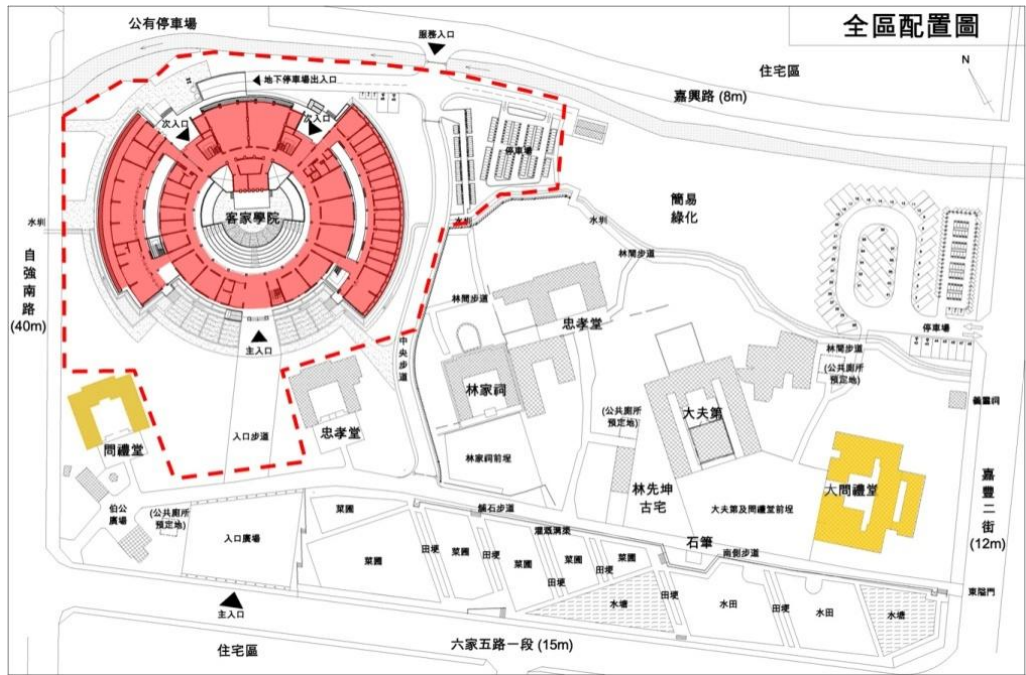 全區配置圖
公有停車場
服務入口
住宅區
N
嘉興路 (8m)
地下停車場出入口
次入口
次入口
停車場
客家學院
水圳
水圳
水圳
簡易
綠化
自強南路
(40m)
林間步道
林間步道
忠孝堂
停車場
主入口
中央步道
林間步道
(公共廁所
預定地)
林家祠
義靈祠
問禮堂
入口步道
忠孝堂
(公共廁所
預定地)
大夫第
林家祠前埕
林先坤
古宅
大夫第及問禮堂前埕
大問禮堂
嘉豐二街
(12m)
伯公
廣場
(公共廁所
預定地)
入口廣場
菜圃
舖石步道
灌溉溝渠
石筆
南側步道
菜圃
田埂
菜圃
田埂
菜圃
田埂
菜圃
田埂
菜圃
水塘
田埂
水田
田埂
水田
水塘
東隘門
主入口
六家五路一段 (15m)
住宅區